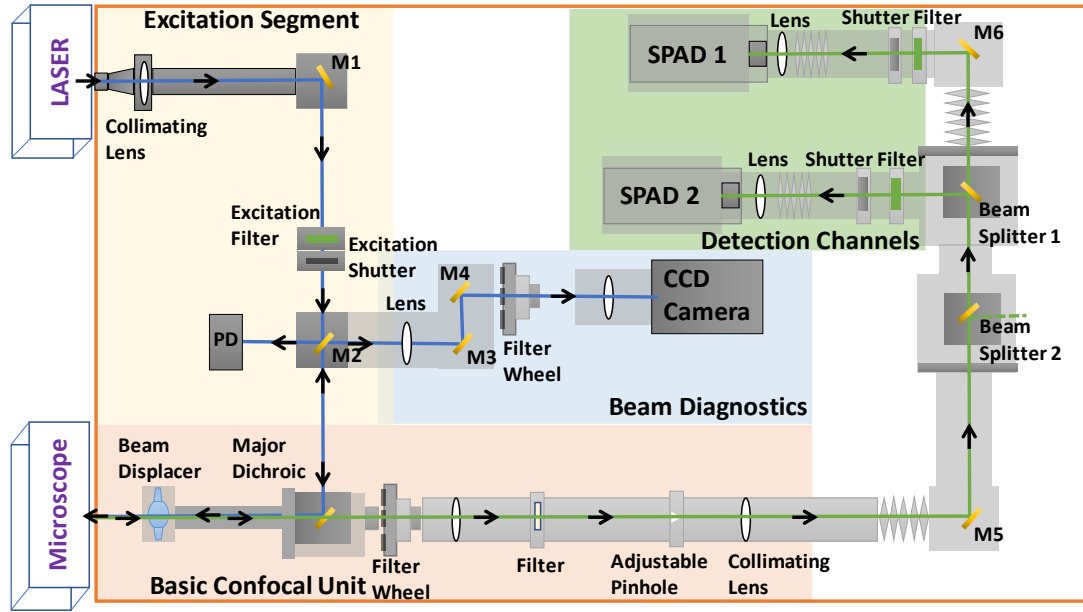 Excitation Segment
LASER
M1
Collimating
Lens
SPAD 1
Lens
Shutter Filter
M6
SPAD 2
Lens
Shutter Filter
Beam
Splitter 1
Detection Channels
Excitation
Filter
Excitation
Shutter
PD
M2
Lens
M4
M3
Filter
Wheel
CCD
Camera
Beam
Splitter 2
Beam Diagnostics
Microscope
Beam
Displacer
Major
Dichroic
Filter
Wheel
Filter
Adjustable
Pinhole
Collimating
Lens
M5
Basic Confocal Unit